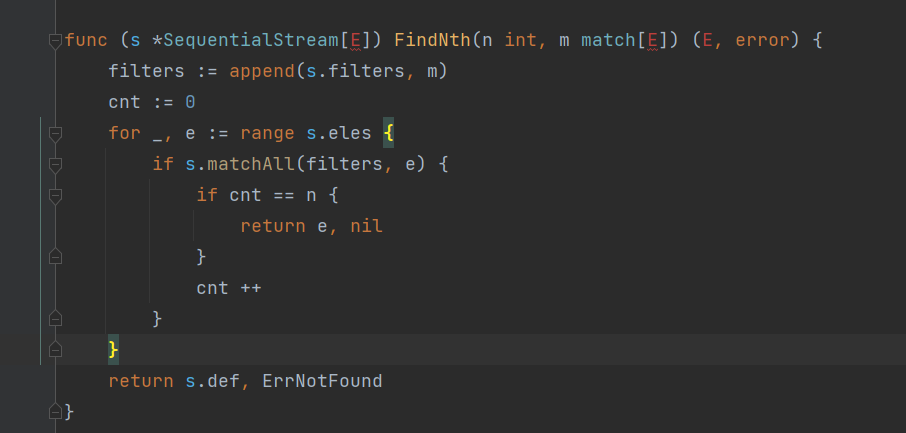 func (s *SequentialStream[E]) FindNth(n int, m match[E]) (E, error) {
    filters := append(s.filters, m)
    cnt := 0
    for _, e := range s.eles {
        if s.matchAll(filters, e) {
            if cnt == n {
                return e, nil
            }
            cnt ++
        }
    }
    return s.def, ErrNotFound
}